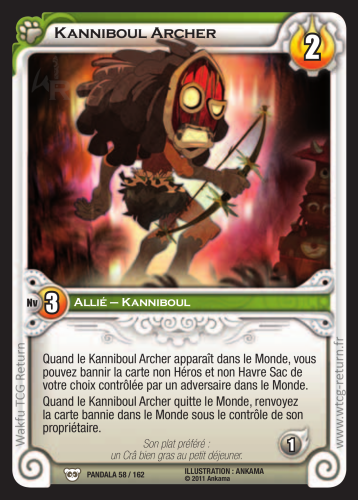 Kanniboul Archer
2
Nv 3
Allié – Kanniboul
Quand le Kanniboul Archer apparaît dans le Monde, vous
pouvez bannir la carte non Héros et non Havre Sac de
votre choix contrôlée par un adversaire dans le Monde.
Quand le Kanniboul Archer quitte le Monde, renvoyez
la carte bannie dans le Monde sous le contrôle de son
propriétaire.
Son plat préféré :
un Crâ bien gras au petit déjeuner.
1
PANDALA 58 / 162
ILLUSTRATION : ANKAMA
© 2011 Ankama
Wakfu TCG Return
www.wtcg-return.fr